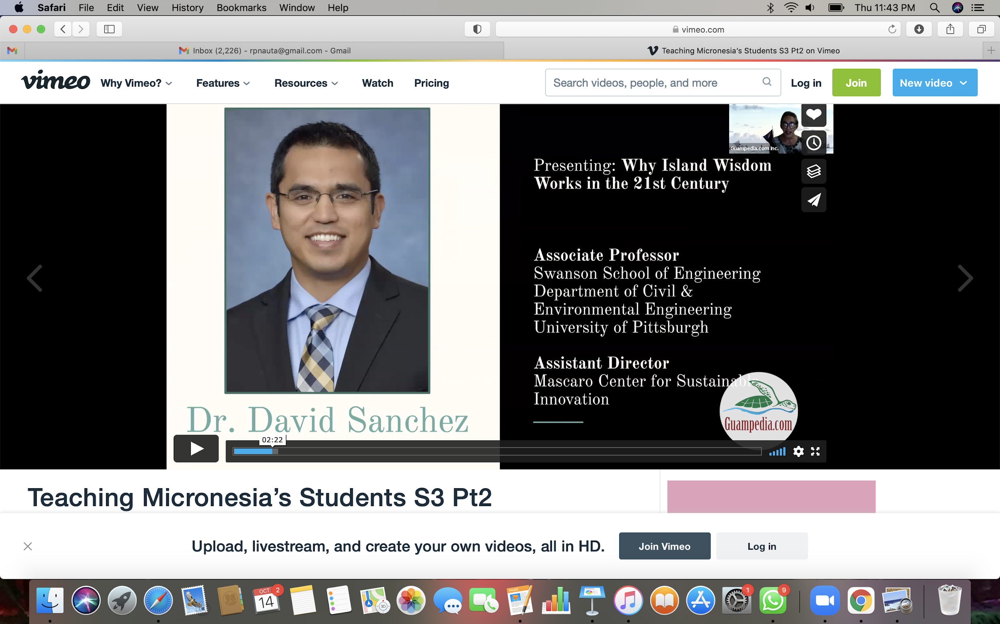 Safari File Edit View History Bookmarks Window Help Thu 11:43 PM
vimeo.com
Inbox (2,226) - rpnauta@gmail.com - Gmail
Teaching Micronesia’s Students S3 Pt2 on Vimeo
vimeo Why Vimeo? Features Resources Watch Pricing Search videos, people, and more Log in Join New video
Guampedia.com Inc.
Presenting: Why Island Wisdom
Works in the 21st Century
Associate Professor
Swanson School of Engineering
Department of Civil &
Environmental Engineering
University of Pittsburgh
Assistant Director
Mascaro Center for Sustainable
Innovation
Guampedia.com
Dr. David Sanchez
02:22
Teaching Micronesia’s Students S3 Pt2
Upload, livestream, and create your own videos, all in HD. Join Vimeo Log in
OCT
14
2
3D
PAGES
1
9